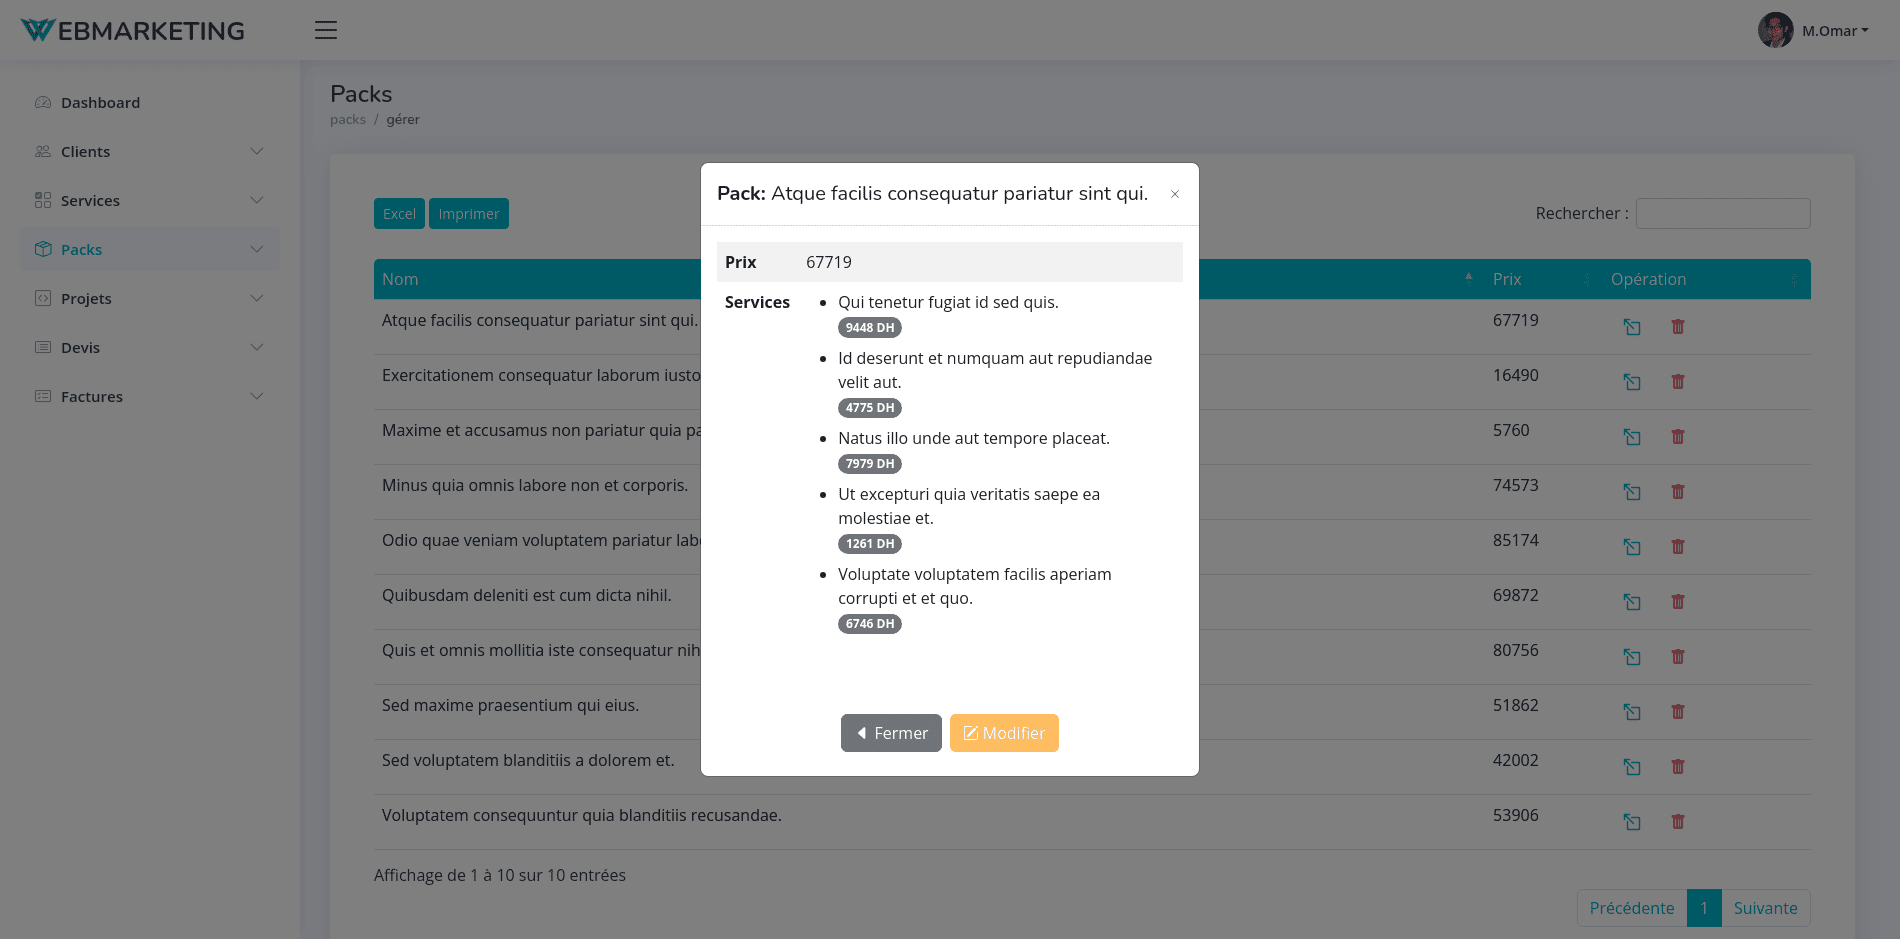 WEBMARKETING
M.Omar
Dashboard
Clients
Services
Packs
Projets
Devis
Factures
Packs
packs / gérer
Excel
Imprimer
Rechercher :
Nom
Prix
Opération
Atque facilis consequatur pariatur sint qui.
67719
Exercitationem consequatur laborum iusto
16490
Maxime et accusamus non pariatur quia
5760
Minus quia omnis labore non et corporis.
74573
Odio quae veniam voluptatem pariatur
85174
Quibusdam deleniti est cum dicta nihil.
69872
Quis et omnis mollitia iste consequatur
80756
Sed maxime praesentium qui eius.
51862
Sed voluptatem blanditiis a dolorem et.
42002
Voluptatem consequuntur quia blanditiis recusandae.
53906
Affichage de 1 à 10 sur 10 entrées
Précédente
1
Suivante
Pack: Atque facilis consequatur pariatur sint qui.
×
Prix
67719
Services
• Qui tenetur fugiat id sed quis.
9448 DH
• Id deserunt et numquam aut repudiandae
velit aut.
4775 DH
• Natus illo unde aut tempore placeat.
7979 DH
• Ut excepturi quia veritatis saepe ea
molestiae et.
1261 DH
• Voluptate voluptatem facilis aperiam
corrupti et et quo.
6746 DH
Fermer
Modifier